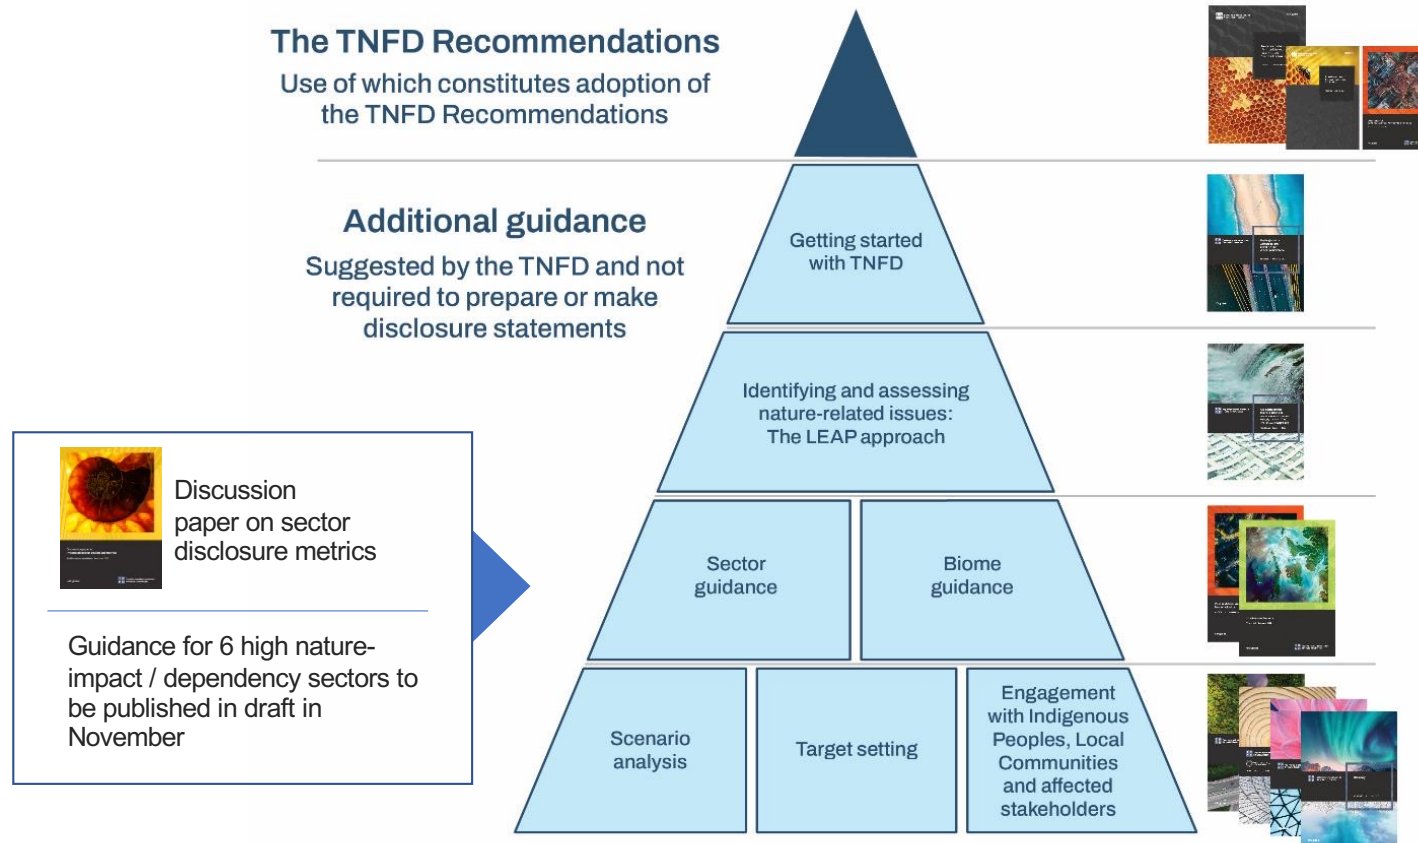 The TNFD Recommendations
Use of which constitutes adoption of
the TNFD Recommendations
Additional guidance
Suggested by the TNFD and not
required to prepare or make
disclosure statements
Getting started
with TNFD
Identifying and assessing
nature-related issues:
The LEAP approach
Discussion
paper on sector
disclosure metrics
Guidance for 6 high nature-
impact / dependency sectors to
be published in draft in
November
Sector
guidance
Biome
guidance
Scenario
analysis
Target setting
Engagement
with Indigenous
Peoples, Local
Communities
and affected
stakeholders